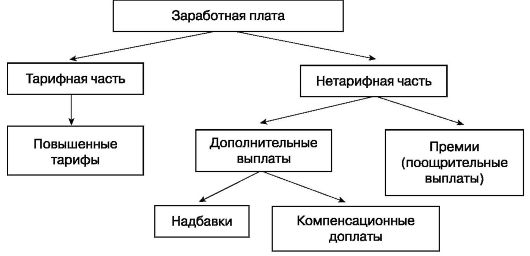 Заработная плата
Тарифная часть
Нетарифная часть
Повышенные
тарифы
Дополнительные
выплаты
Премии
(поощрительные
выплаты)
Надбавки
Компенсационные
доплаты